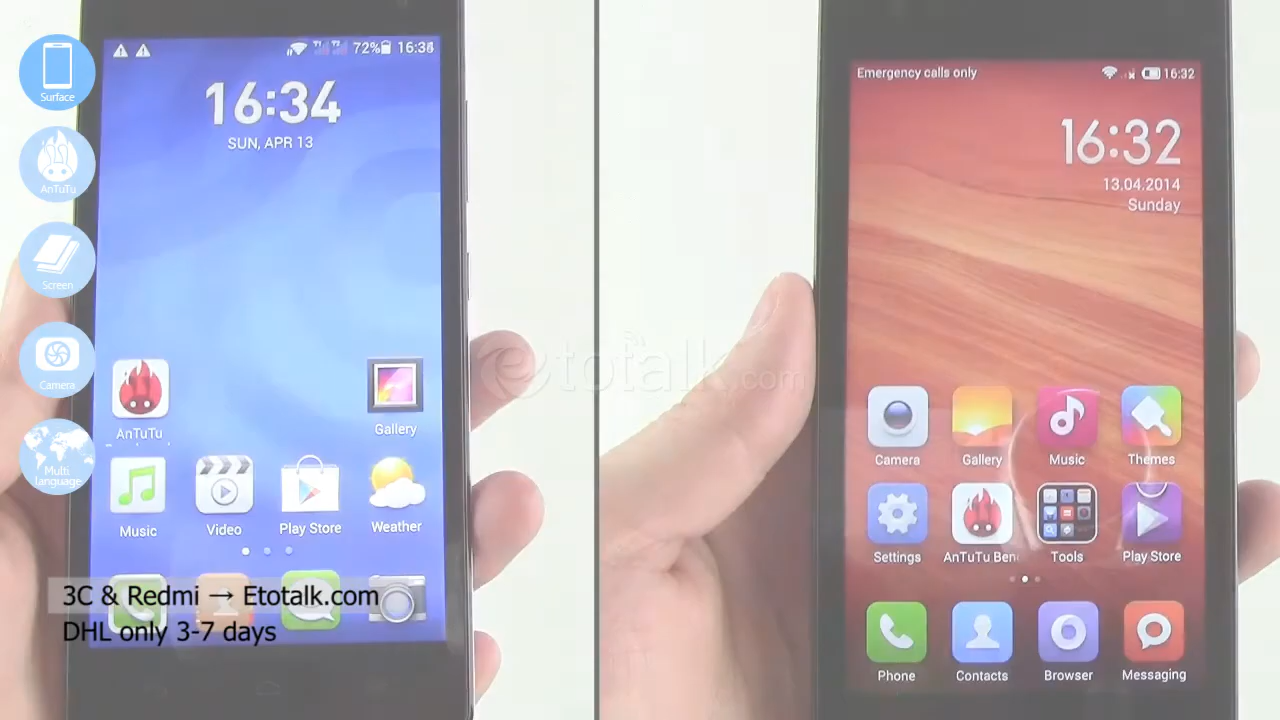 Surface
AnTuTu
Screen
Camera
Multi
language
72%
16:34
SUN, APR 13
AnTuTu
Gallery
Music
Video
Play Store
Weather
3C & Redmi → Etotalk.com
DHL only 3-7 days
etotalk.com
Emergency calls only
16:32
16:32
13.04.2014
Sunday
Camera
Gallery
Music
Themes
Settings
AnTuTu Ben
Tools
Play Store
Phone
Contacts
Browser
Messaging